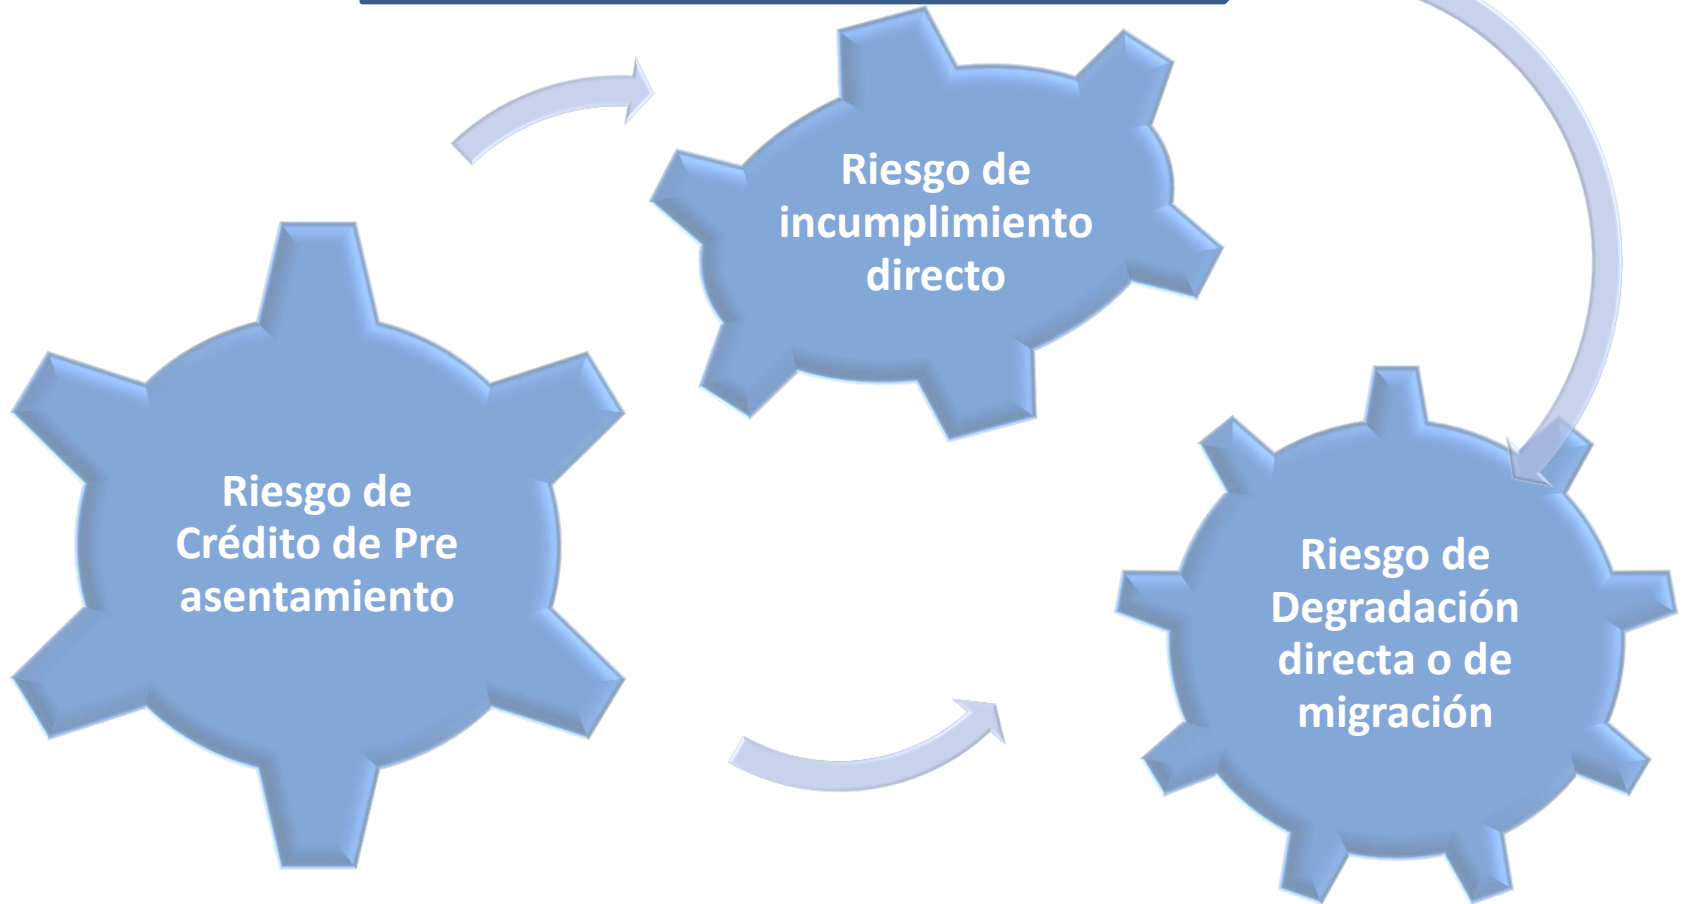 Riesgo de
incumplimiento
directo
Riesgo de
Crédito de Pre
asentamiento
Riesgo de
Degradación
directa o de
migración